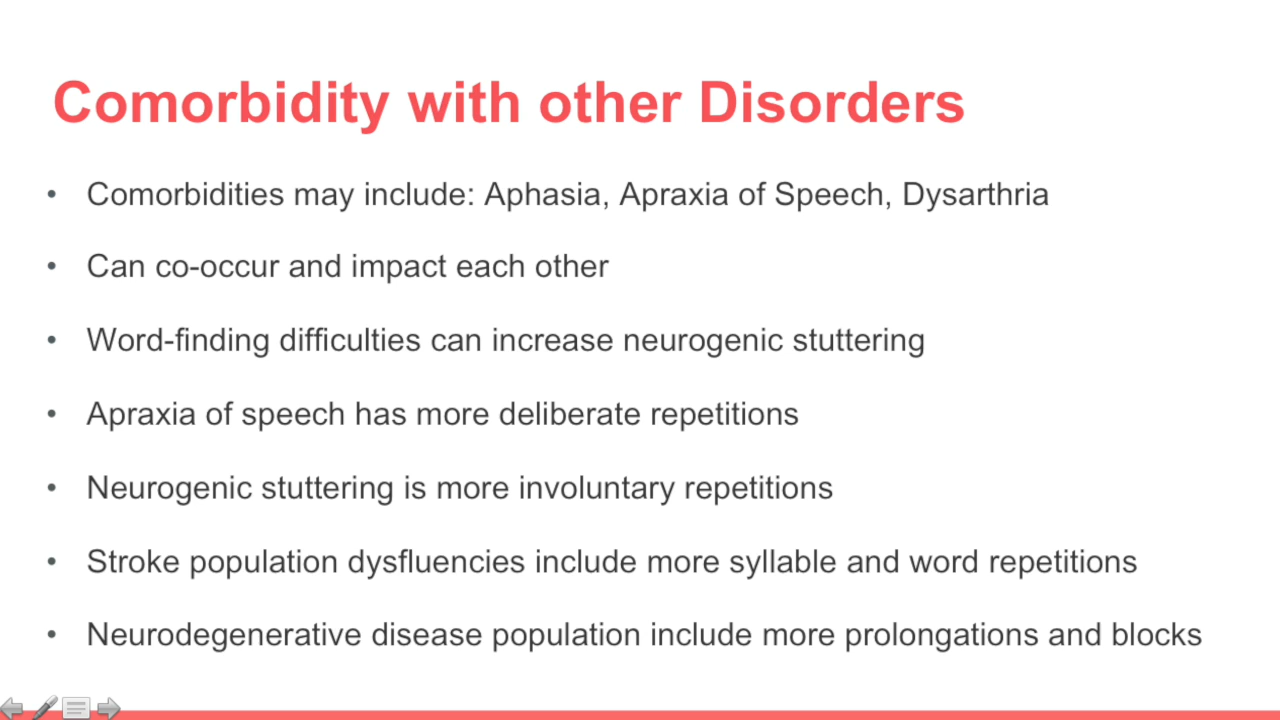 Comorbidity with other Disorders
• Comorbidities may include: Aphasia, Apraxia of Speech, Dysarthria
• Can co-occur and impact each other
• Word-finding difficulties can increase neurogenic stuttering
• Apraxia of speech has more deliberate repetitions
• Neurogenic stuttering is more involuntary repetitions
• Stroke population dysfluencies include more syllable and word repetitions
• Neurodegenerative disease population include more prolongations and blocks